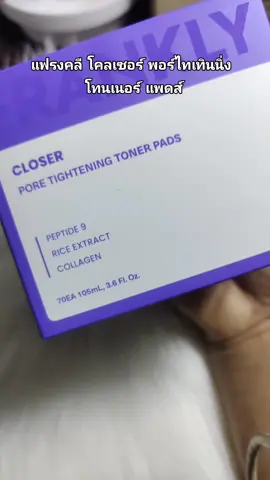 FRANKLY
แฟรงคลี โคลเซอร์ พอร์ไทเทินนิ่ง
โทนเนอร์ แพดส์
CLOSER
PORE TIGHTENING TONER PADS
PEPTIDE 9
RICE EXTRACT
COLLAGEN
70EA 105mL, 3.6 Fl. Oz.